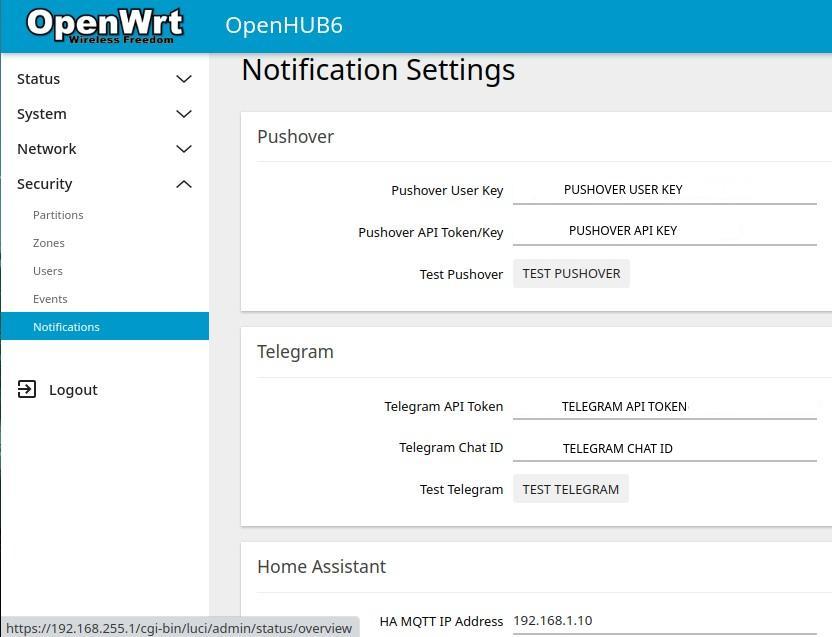 OpenWrt
Wireless Freedom
OpenHUB6
Status
System
Network
Security
Partitions
Zones
Users
Events
Notifications
Logout
Notification Settings
Pushover
Pushover User Key PUSHOVER USER KEY
Pushover API Token/Key PUSHOVER API KEY
Test Pushover TEST PUSHOVER
Telegram
Telegram API Token TELEGRAM API TOKEN
Telegram Chat ID TELEGRAM CHAT ID
Test Telegram TEST TELEGRAM
Home Assistant
HA MQTT IP Address 192.168.1.10
https://192.168.255.1/cgi-bin/luci/admin/status/overview